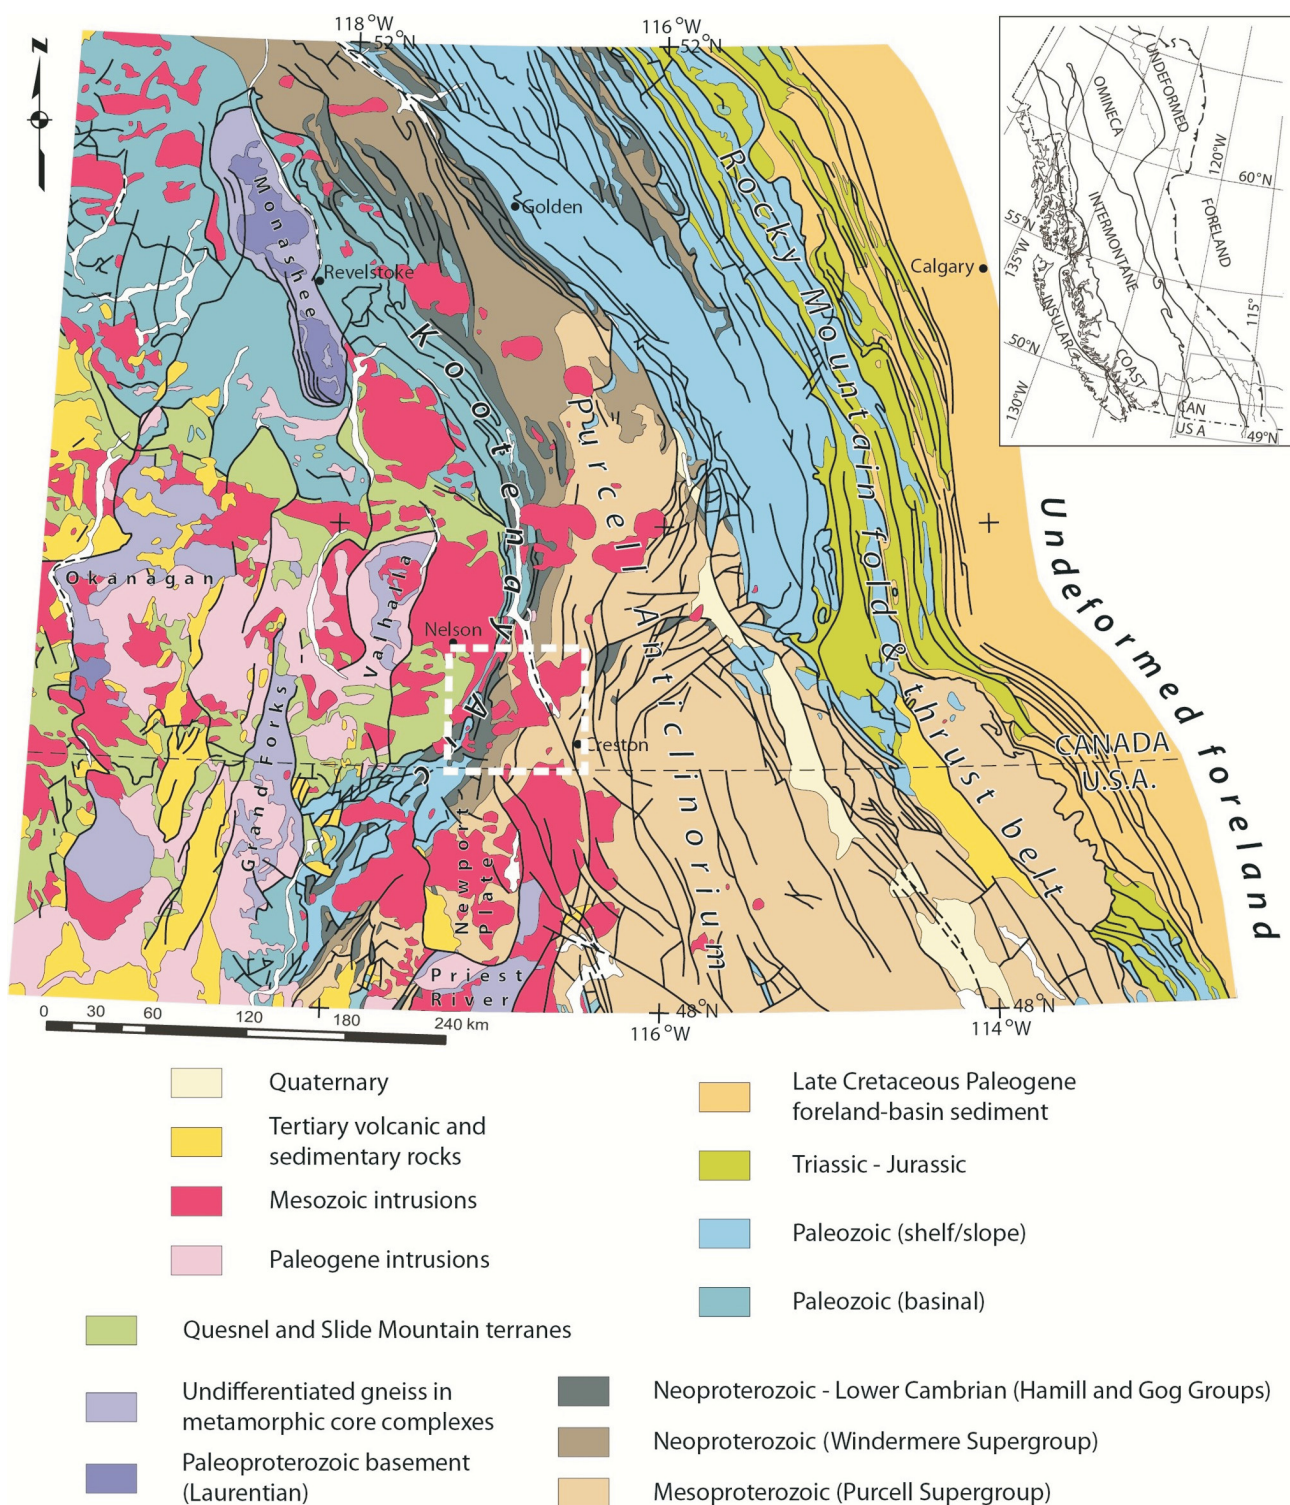 118°W
52°N
116°W
52°N
N
UNDEFORMED
OMINECA
120°W
60°N
FORELAND
INTERMONTANE
55°N
135°W
INSULAR
COAST
115°
50°N
130°W
CAN
US A
49°N
Golden
Calgary
Revelstoke
Monashee
Kootenay
Rocky Mountain fold & thrust belt
Purcell Anticlinorium
Undeformed foreland
Okanagan
Valhalla
Nelson
Creston
Grand Forks
A
r
c
CANADA
U.S.A.
Newport
Plate
Priest
River
48°N
116°W
48°N
114°W
0 30 60 120 180 240 km
Quaternary
Tertiary volcanic and
sedimentary rocks
Mesozoic intrusions
Paleogene intrusions
Quesnel and Slide Mountain terranes
Undifferentiated gneiss in
metamorphic core complexes
Paleoproterozoic basement
(Laurentian)
Late Cretaceous Paleogene
foreland-basin sediment
Triassic - Jurassic
Paleozoic (shelf/slope)
Paleozoic (basinal)
Neoproterozoic - Lower Cambrian (Hamill and Gog Groups)
Neoproterozoic (Windermere Supergroup)
Mesoproterozoic (Purcell Supergroup)